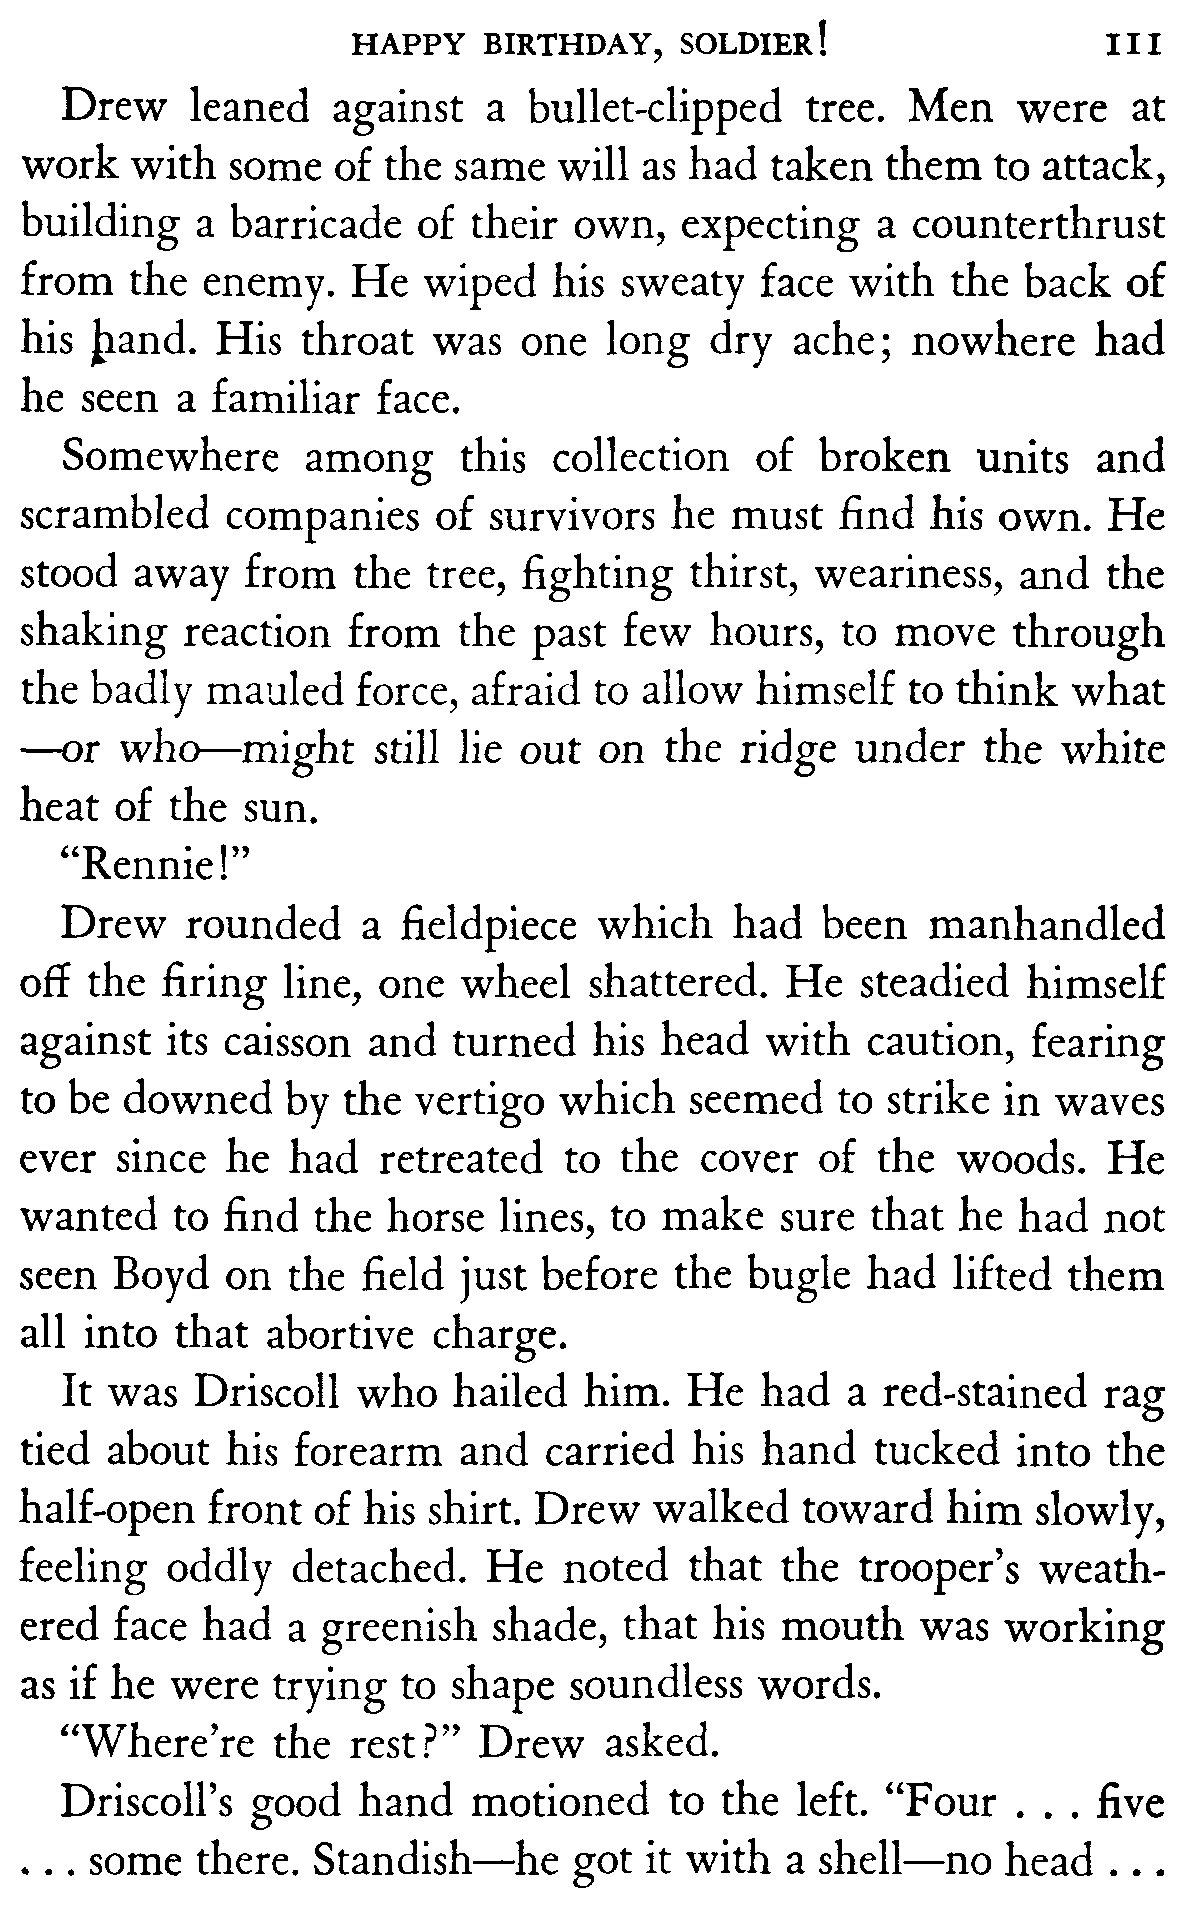 HAPPY BIRTHDAY, SOLDIER! 111
Drew leaned against a bullet-clipped tree. Men were at
work with some of the same will as had taken them to attack,
building a barricade of their own, expecting a counterthrust
from the enemy. He wiped his sweaty face with the back of
his hand. His throat was one long dry ache; nowhere had
he seen a familiar face.
Somewhere among this collection of broken units and
scrambled companies of survivors he must find his own. He
stood away from the tree, fighting thirst, weariness, and the
shaking reaction from the past few hours, to move through
the badly mauled force, afraid to allow himself to think what
—or who—might still lie out on the ridge under the white
heat of the sun.
“Rennie!”
Drew rounded a fieldpiece which had been manhandled
off the firing line, one wheel shattered. He steadied himself
against its caisson and turned his head with caution, fearing
to be downed by the vertigo which seemed to strike in waves
ever since he had retreated to the cover of the woods. He
wanted to find the horse lines, to make sure that he had not
seen Boyd on the field just before the bugle had lifted them
all into that abortive charge.
It was Driscoll who hailed him. He had a red-stained rag
tied about his forearm and carried his hand tucked into the
half-open front of his shirt. Drew walked toward him slowly,
feeling oddly detached. He noted that the trooper’s weath-
ered face had a greenish shade, that his mouth was working
as if he were trying to shape soundless words.
“Where’re the rest?” Drew asked.
Driscoll’s good hand motioned to the left. “Four . . . five
. . . some there. Standish—he got it with a shell—no head . . .